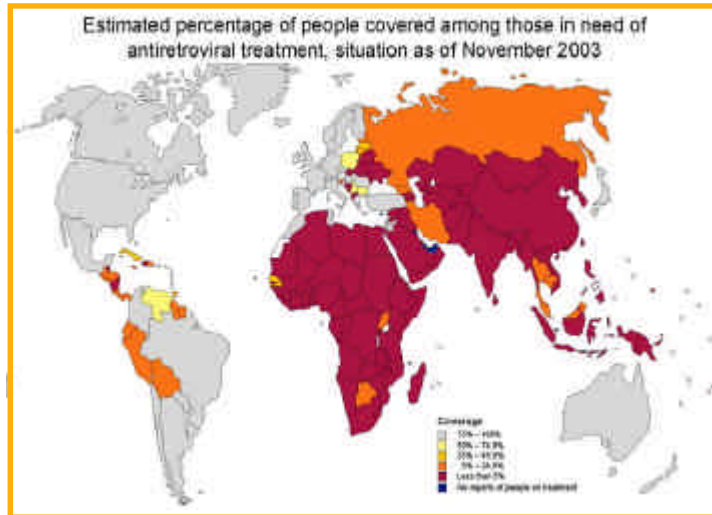 Estimated percentage of people covered among those in need of
antiretroviral treatment, situation as of November 2003
Coverage
Less than 5%
No reports of people on treatment